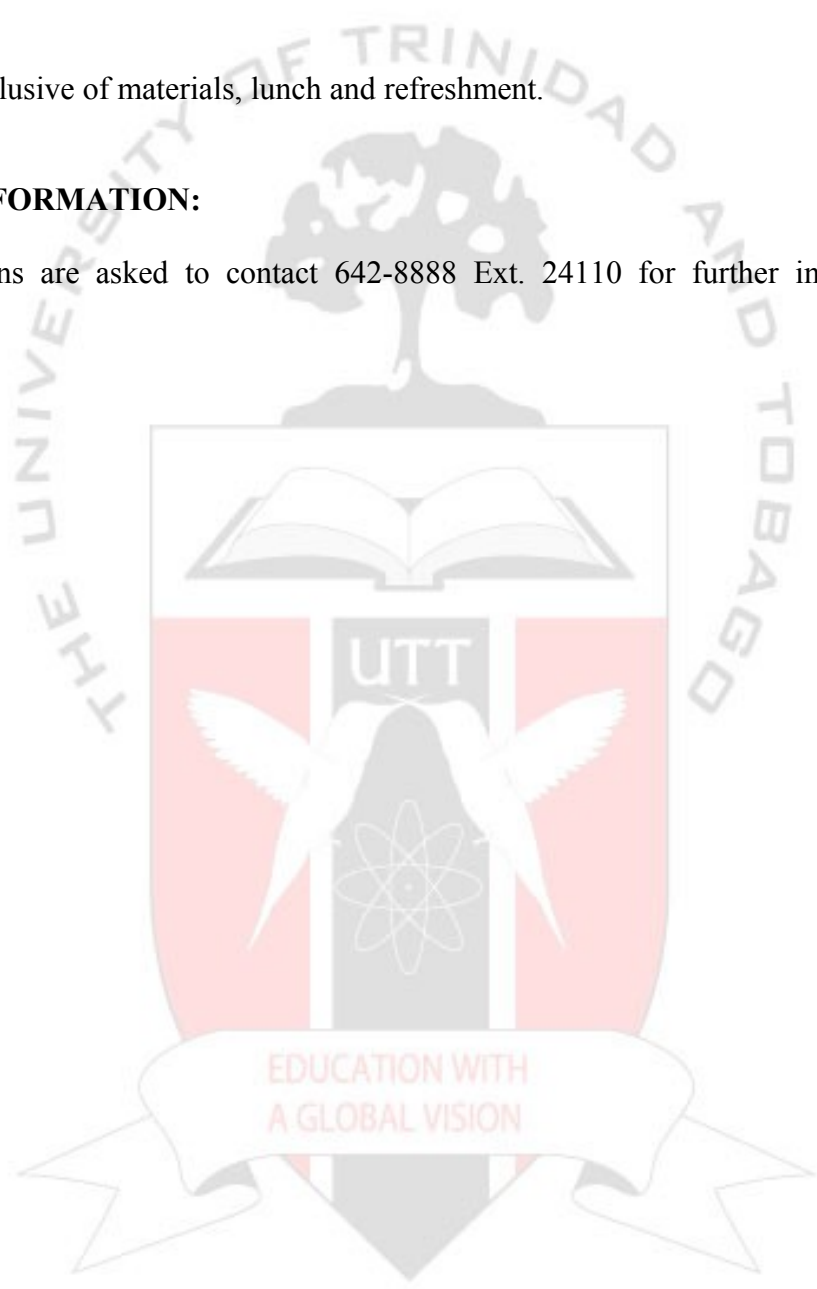 lusive of materials, lunch and refreshment.
FORMATION:
ns are asked to contact 642-8888 Ext. 24110 for further in
THE UNIVERSITY OF TRINIDAD AND TOBAGO
UTT
EDUCATION WITH
A GLOBAL VISION